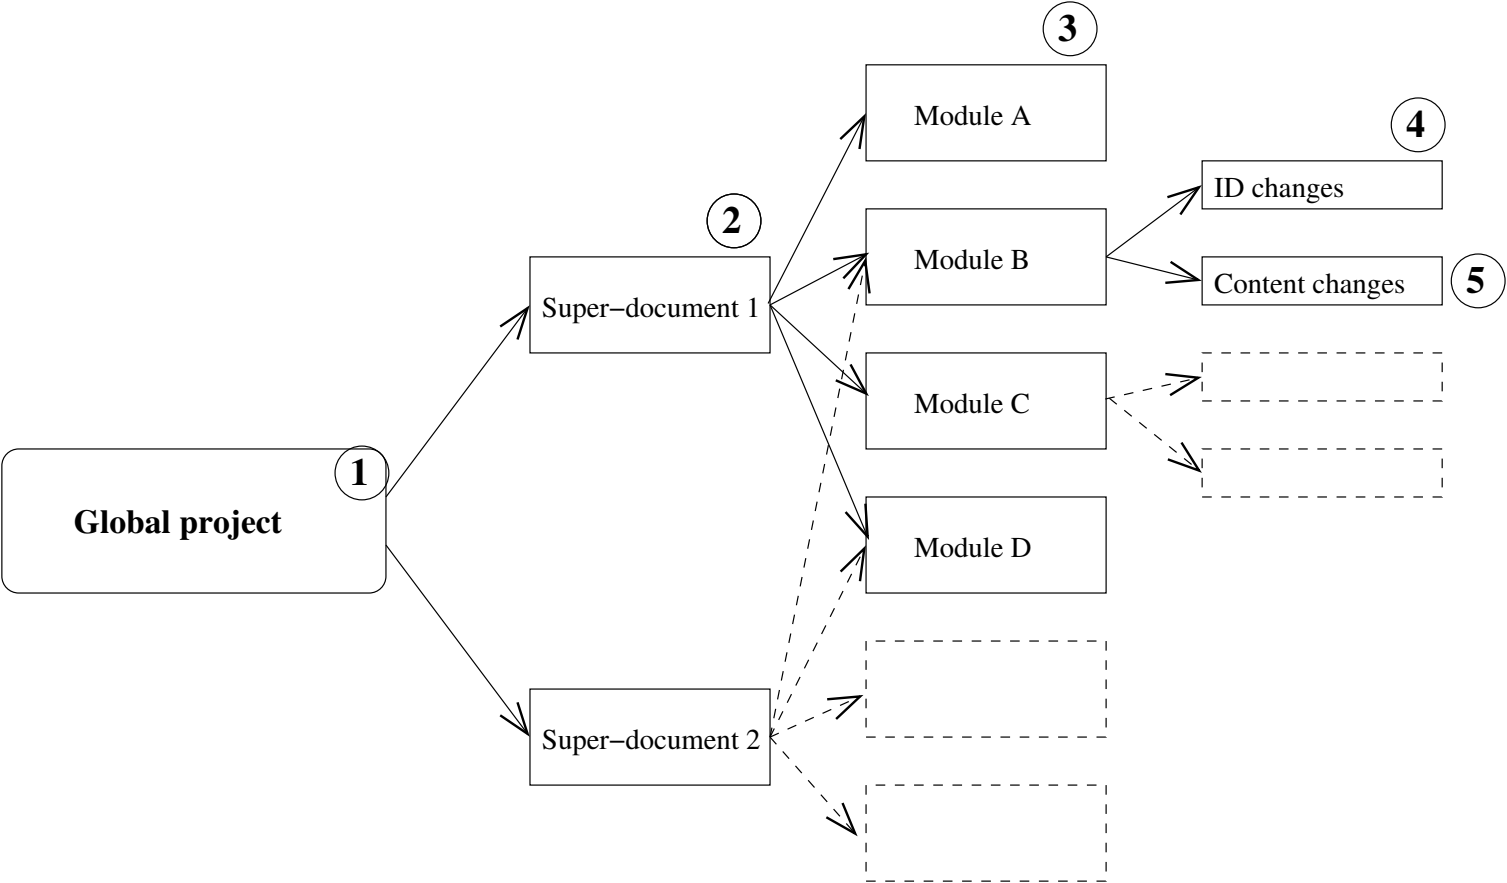 3
Module A
4
ID changes
2
Module B
Super−document 1
Content changes
5
Module C
1
Global project
Module D
Super−document 2